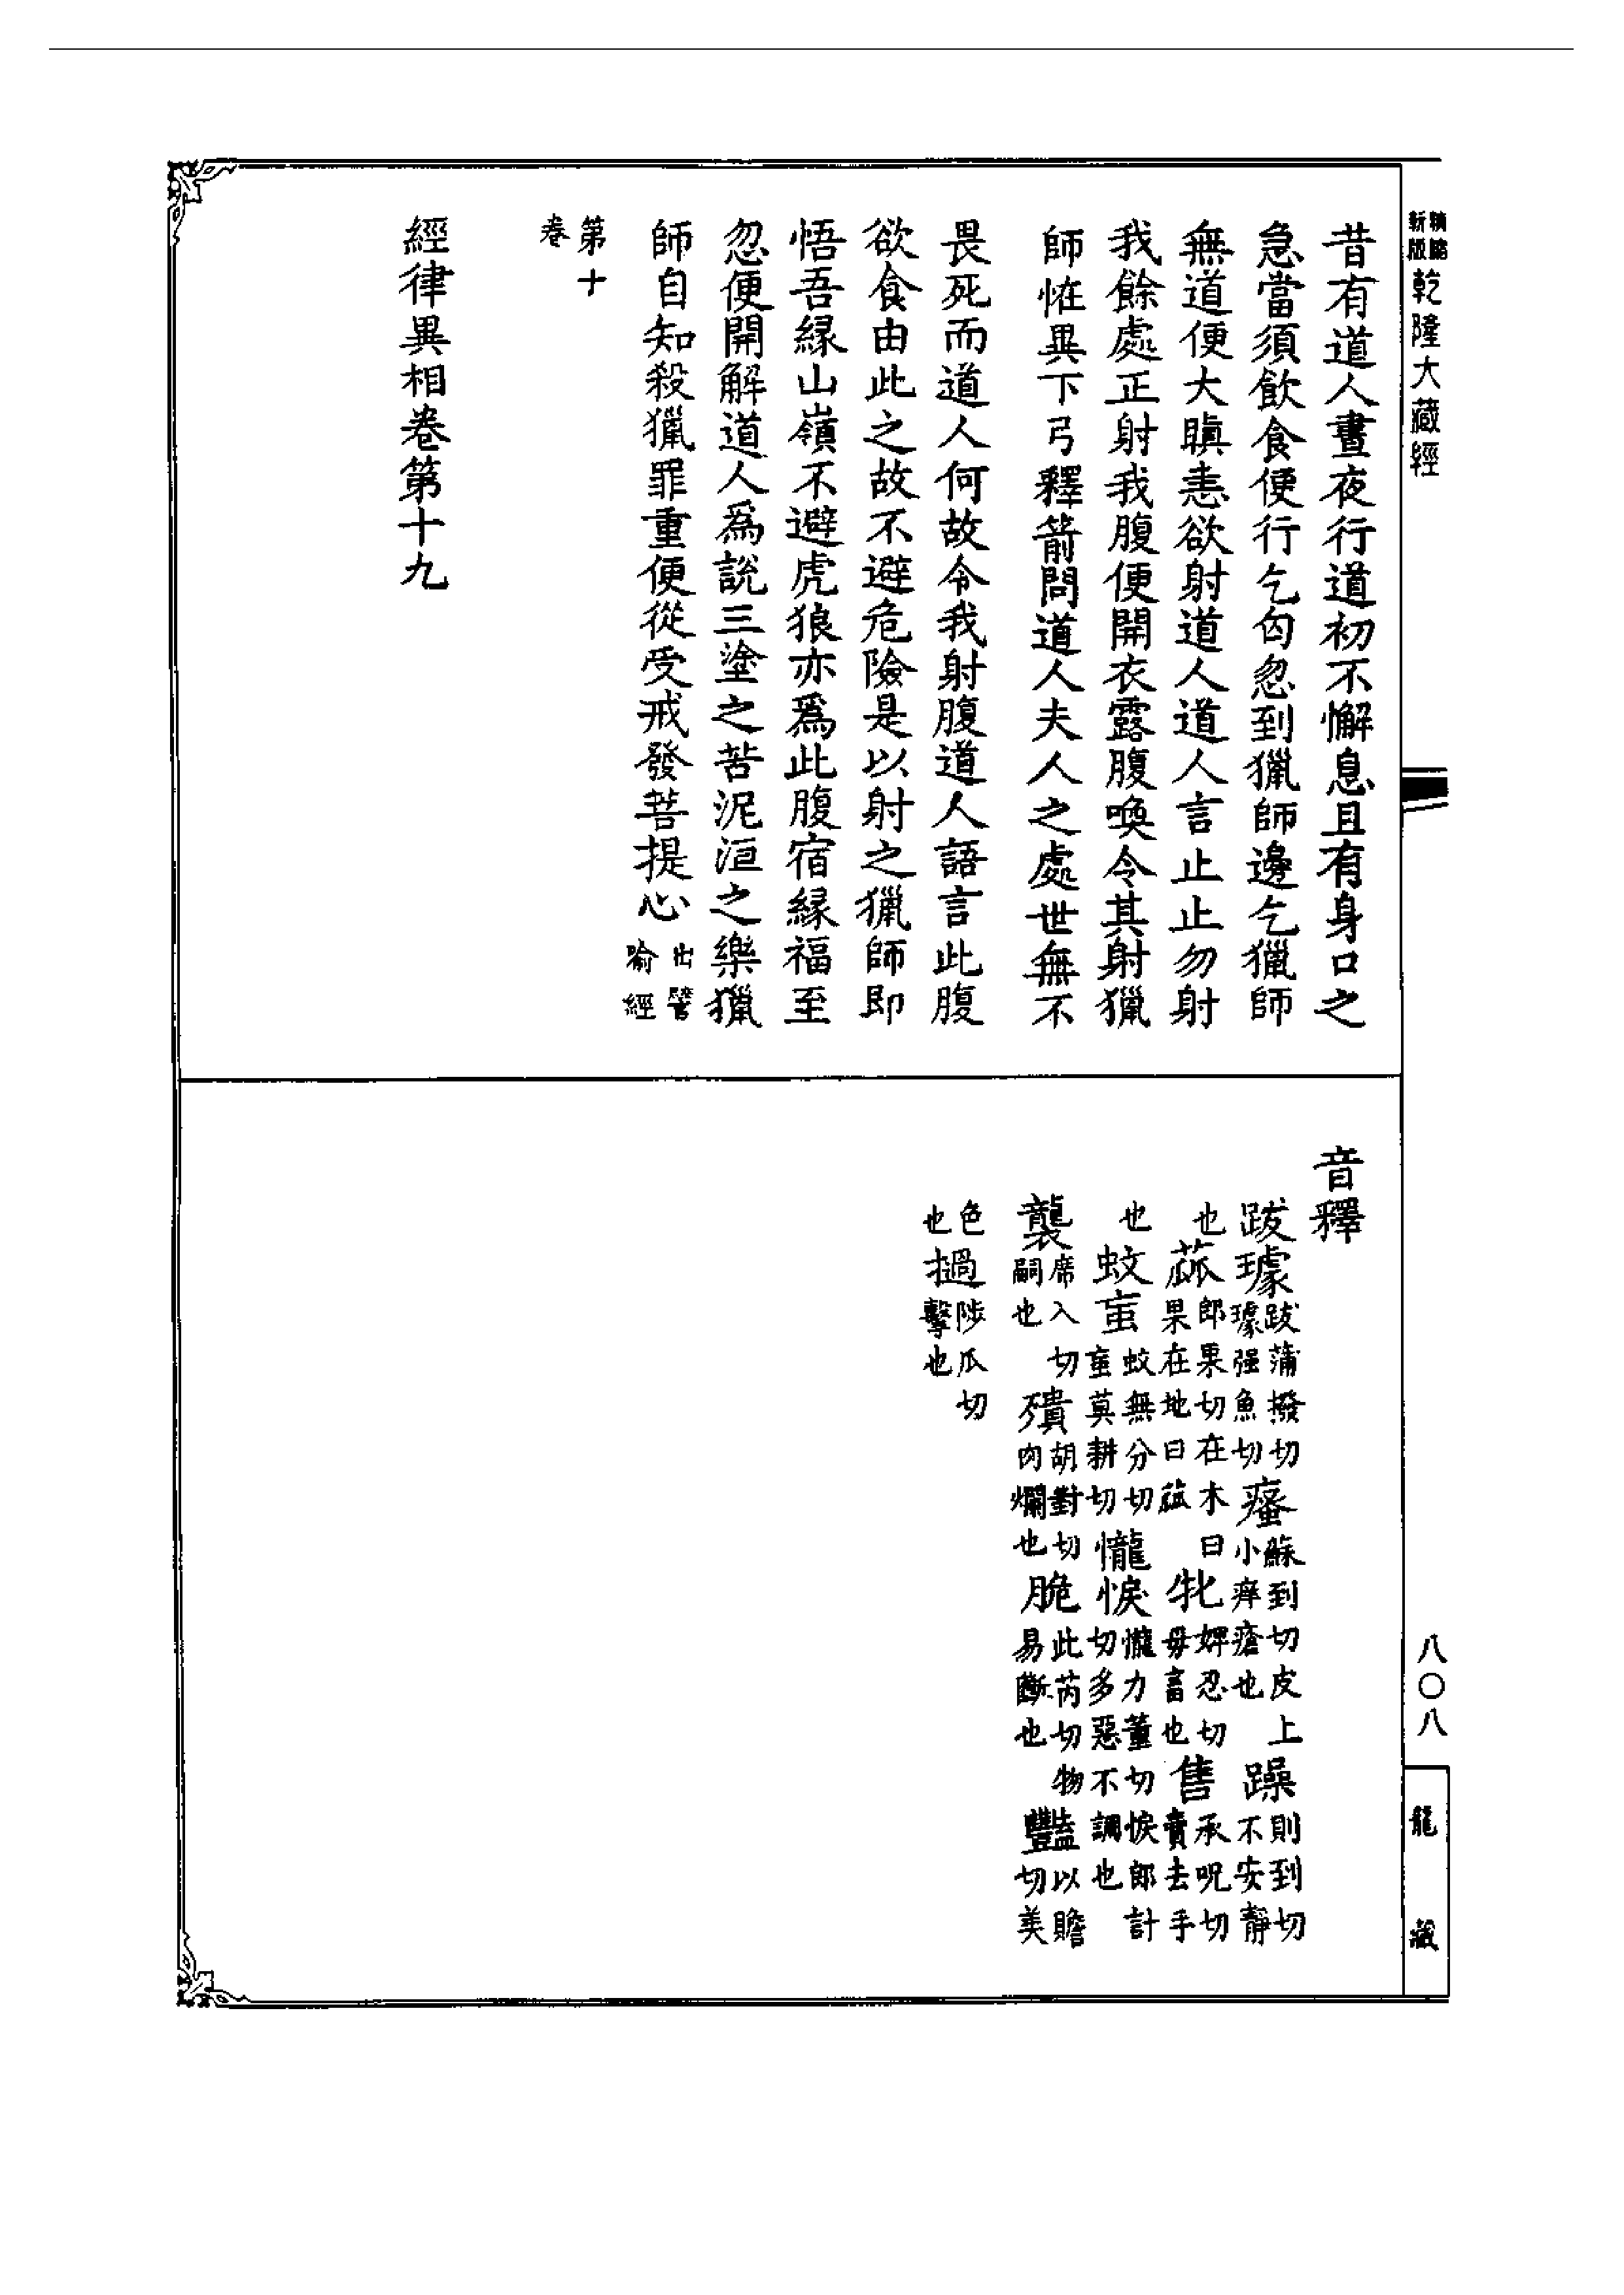 新版
乾隆大藏經
昔有道人晝夜行道初不懈息且有身口之
急當須飲食便行乞匃忽到獵師邊乞獵師
無道便大瞋恚欲射道人道人言止止勿射
我餘處正射我腹便開衣露腹喚令其射獵
師恠異下弓釋箭問道人夫人之處世無不
畏死而道人何故令我射腹道人語言此腹
欲食由此之故不避危險是以射之獵師即
悟吾緣山嶺不避虎狼亦爲此腹宿緣福至
忽便開解道人爲說三塗之苦泥洹之樂獵
師自知殺獵罪重便從受戒發菩提心出譬喻經
第十卷
經律異相卷第十九
音釋
跋璩跋蒲撥切璩强魚切瘙蘇到切皮上小痒瘡也躁則到切不安靜
也蓏郎果切在木曰果在地曰蓏牝婢忍切母畜也售承呪切賣去手
也蚊䖟蚊無分切䖟莫耕切㦕悷㦕力董切悷郎計切多惡不調也
襲席入切嗣也殨胡對切肉爛也脆此芮切物易斷也豔以贍切美
色也撾陟瓜切擊也
八〇八
龍藏